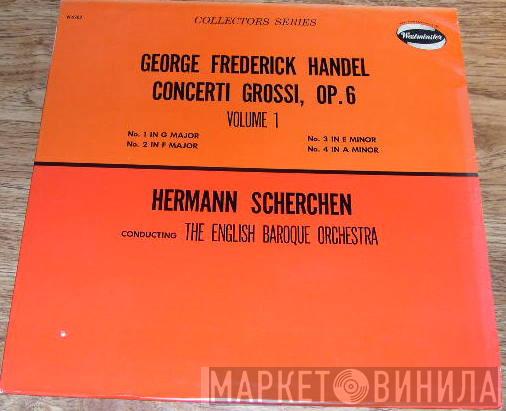 COLLECTORS SERIES
Westminster
GEORGE FREDERICK HANDEL
CONCERTI GROSSI, OP. 6
VOLUME 1
No. 1 IN G MAJOR
No. 2 IN F MAJOR
No. 3 IN E MINOR
No. 4 IN A MINOR
HERMANN SCHERCHEN
CONDUCTING THE ENGLISH BAROQUE ORCHESTRA
МАРКЕТ ВИНИЛА